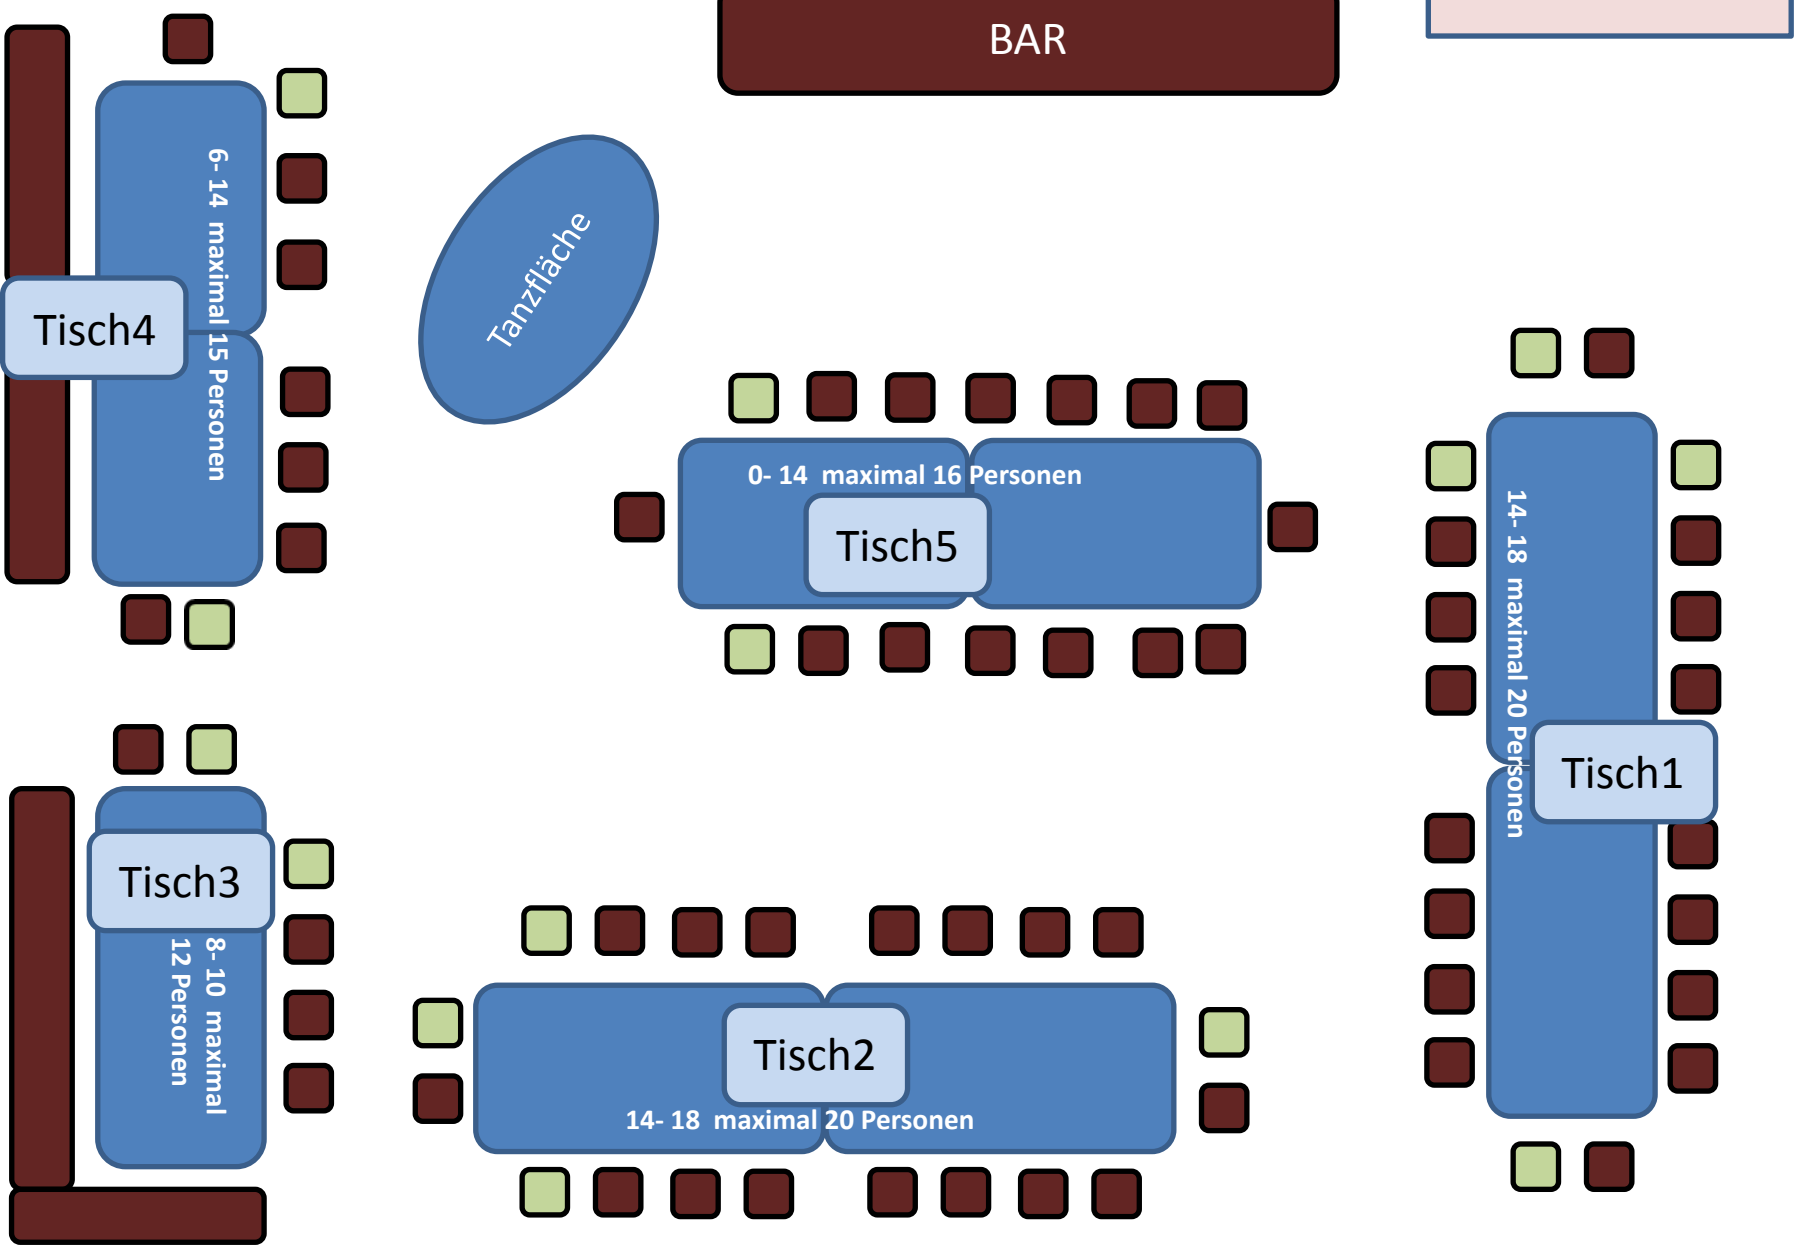 BAR
6- 14 maximal 15 Personen
Tisch4
Tanzfläche
0- 14 maximal 16 Personen
Tisch5
14- 18 maximal 20 Personen
Tisch1
Tisch3
8- 10 maximal
12 Personen
Tisch2
14- 18 maximal 20 Personen